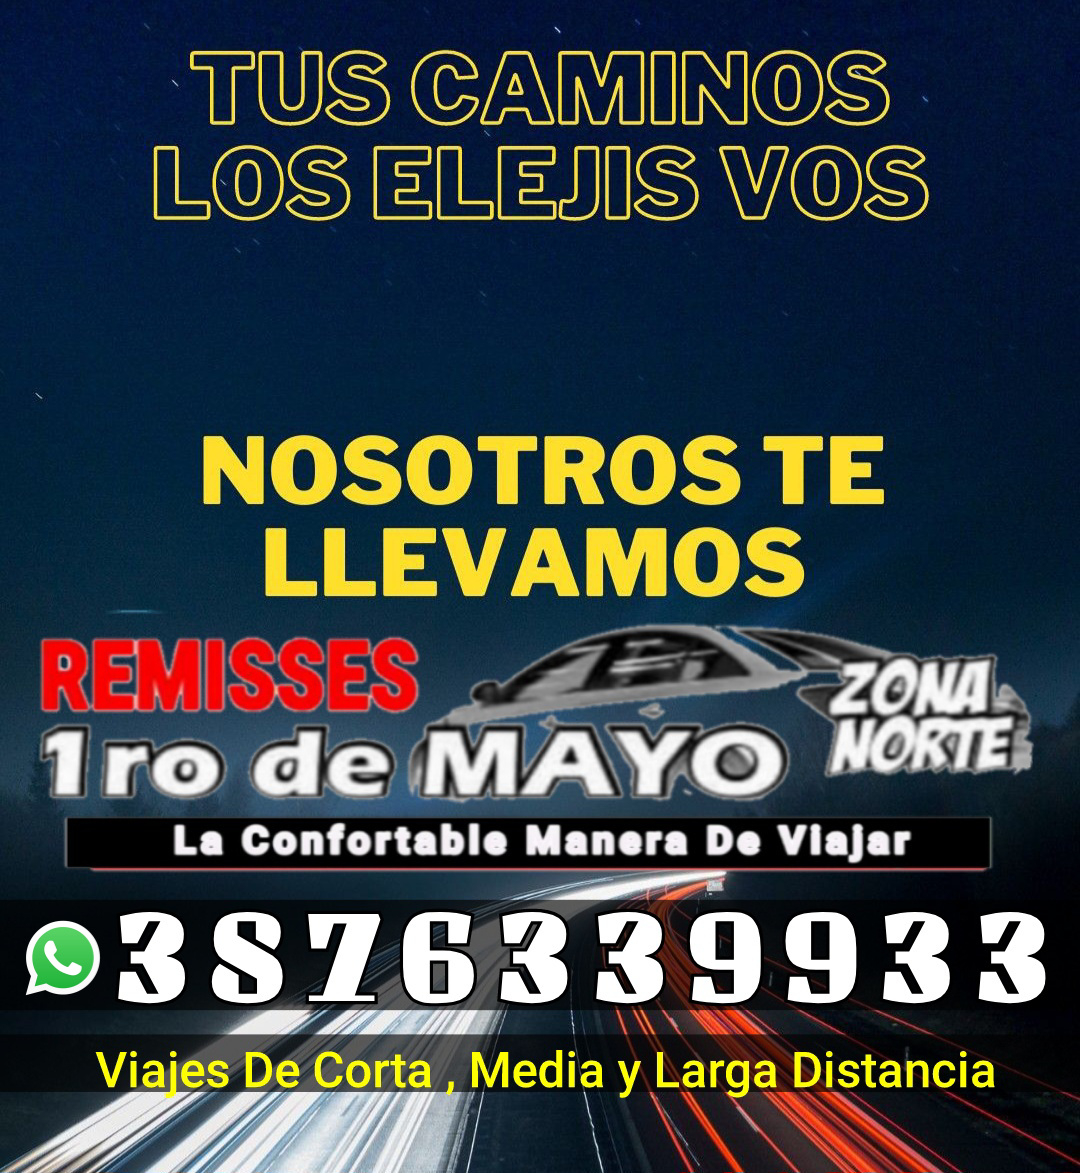 TUS CAMINOS
LOS ELEJIS VOS
NOSOTROS TE
LLEVAMOS
REMISSES
1ro de MAYO
ZONA
NORTE
La Confortable Manera De Viajar
3876339933
Viajes De Corta , Media y Larga Distancia